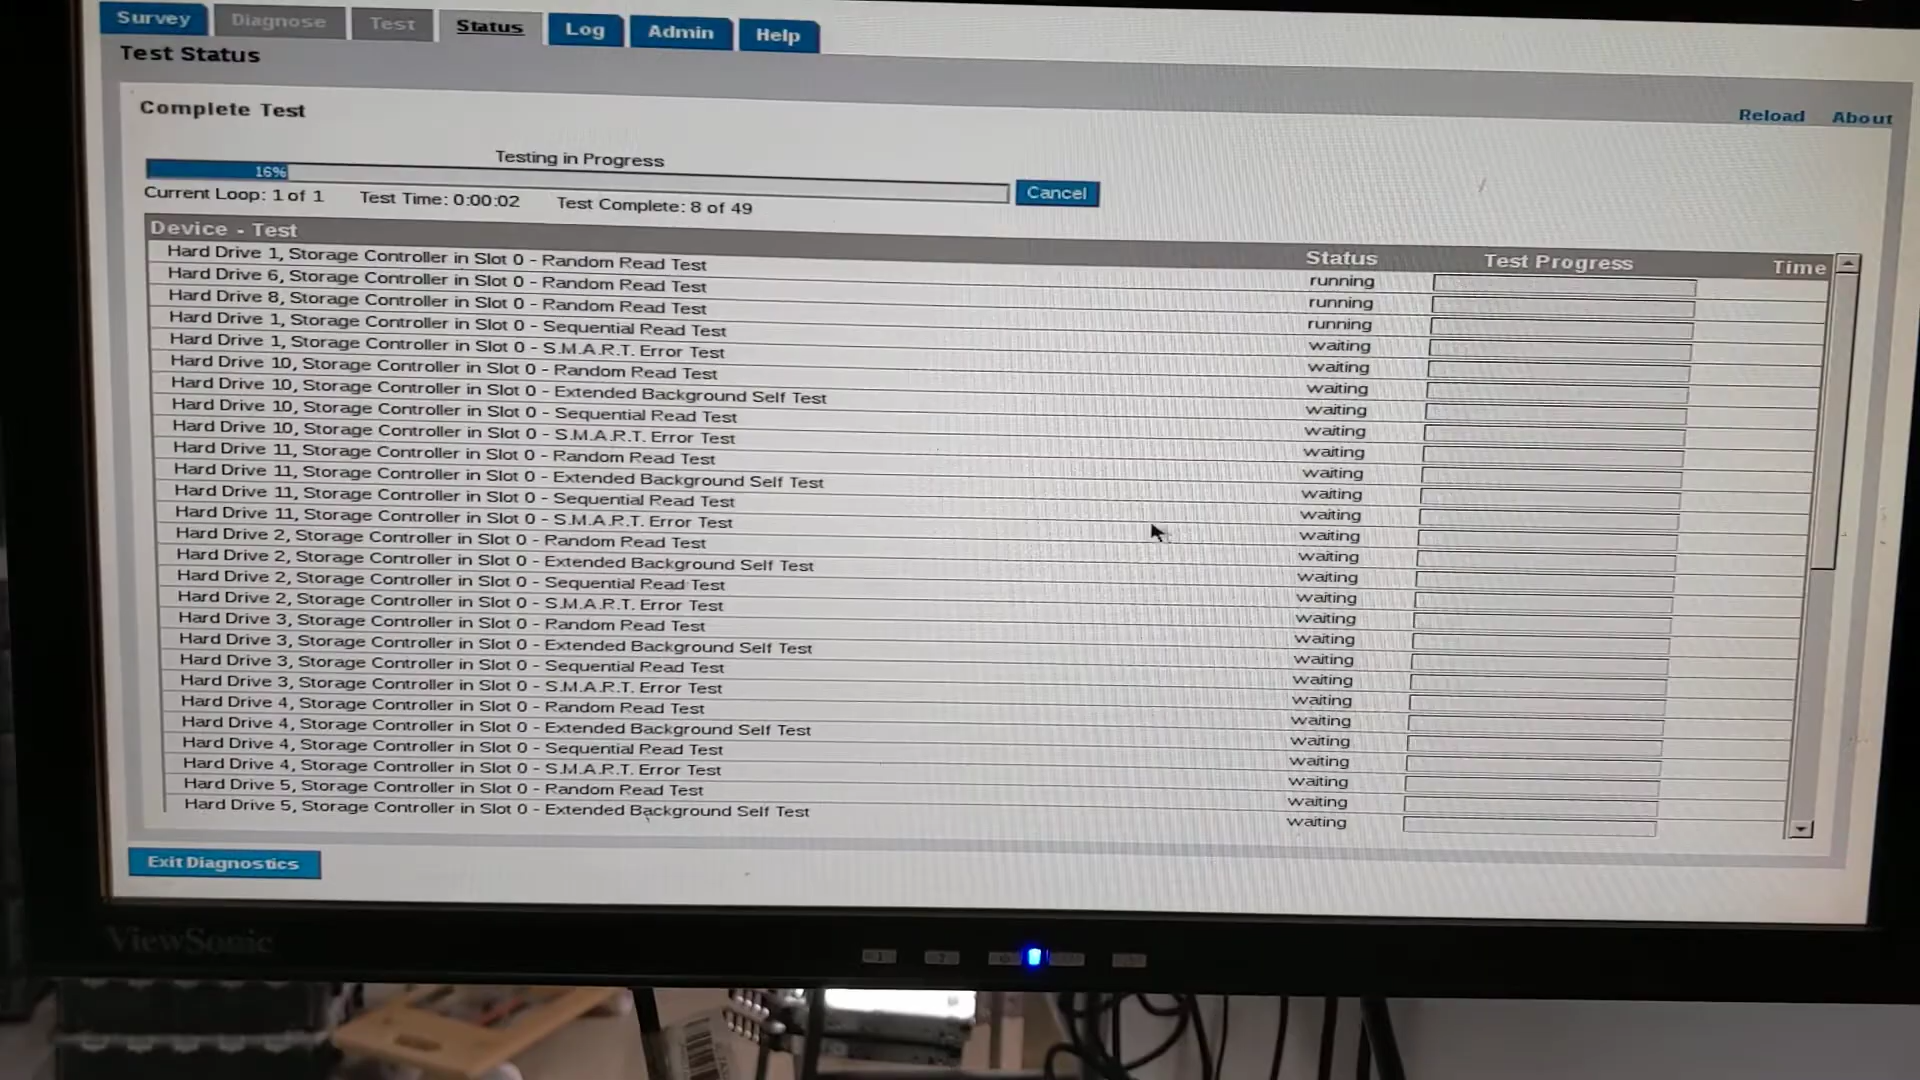 Survey Diagnose Test Status Log Admin Help
Test Status
Complete Test
Reload About
Testing in Progress
16%
Cancel
Current Loop: 1 of 1 Test Time: 0:00:02 Test Complete: 8 of 49
Device - Test Status Test Progress Time
Hard Drive 1, Storage Controller in Slot 0 - Random Read Test running
Hard Drive 6, Storage Controller in Slot 0 - Random Read Test running
Hard Drive 8, Storage Controller in Slot 0 - Random Read Test running
Hard Drive 1, Storage Controller in Slot 0 - Sequential Read Test waiting
Hard Drive 1, Storage Controller in Slot 0 - S.M.A.R.T. Error Test waiting
Hard Drive 10, Storage Controller in Slot 0 - Random Read Test waiting
Hard Drive 10, Storage Controller in Slot 0 - Extended Background Self Test waiting
Hard Drive 10, Storage Controller in Slot 0 - Sequential Read Test waiting
Hard Drive 10, Storage Controller in Slot 0 - S.M.A.R.T. Error Test waiting
Hard Drive 11, Storage Controller in Slot 0 - Random Read Test waiting
Hard Drive 11, Storage Controller in Slot 0 - Extended Background Self Test waiting
Hard Drive 11, Storage Controller in Slot 0 - Sequential Read Test waiting
Hard Drive 11, Storage Controller in Slot 0 - S.M.A.R.T. Error Test waiting
Hard Drive 2, Storage Controller in Slot 0 - Random Read Test waiting
Hard Drive 2, Storage Controller in Slot 0 - Extended Background Self Test waiting
Hard Drive 2, Storage Controller in Slot 0 - Sequential Read Test waiting
Hard Drive 2, Storage Controller in Slot 0 - S.M.A.R.T. Error Test waiting
Hard Drive 3, Storage Controller in Slot 0 - Random Read Test waiting
Hard Drive 3, Storage Controller in Slot 0 - Extended Background Self Test waiting
Hard Drive 3, Storage Controller in Slot 0 - Sequential Read Test waiting
Hard Drive 3, Storage Controller in Slot 0 - S.M.A.R.T. Error Test waiting
Hard Drive 4, Storage Controller in Slot 0 - Random Read Test waiting
Hard Drive 4, Storage Controller in Slot 0 - Extended Background Self Test waiting
Hard Drive 4, Storage Controller in Slot 0 - Sequential Read Test waiting
Hard Drive 4, Storage Controller in Slot 0 - S.M.A.R.T. Error Test waiting
Hard Drive 5, Storage Controller in Slot 0 - Random Read Test waiting
Hard Drive 5, Storage Controller in Slot 0 - Extended Background Self Test waiting
Exit Diagnostics
ViewSonic